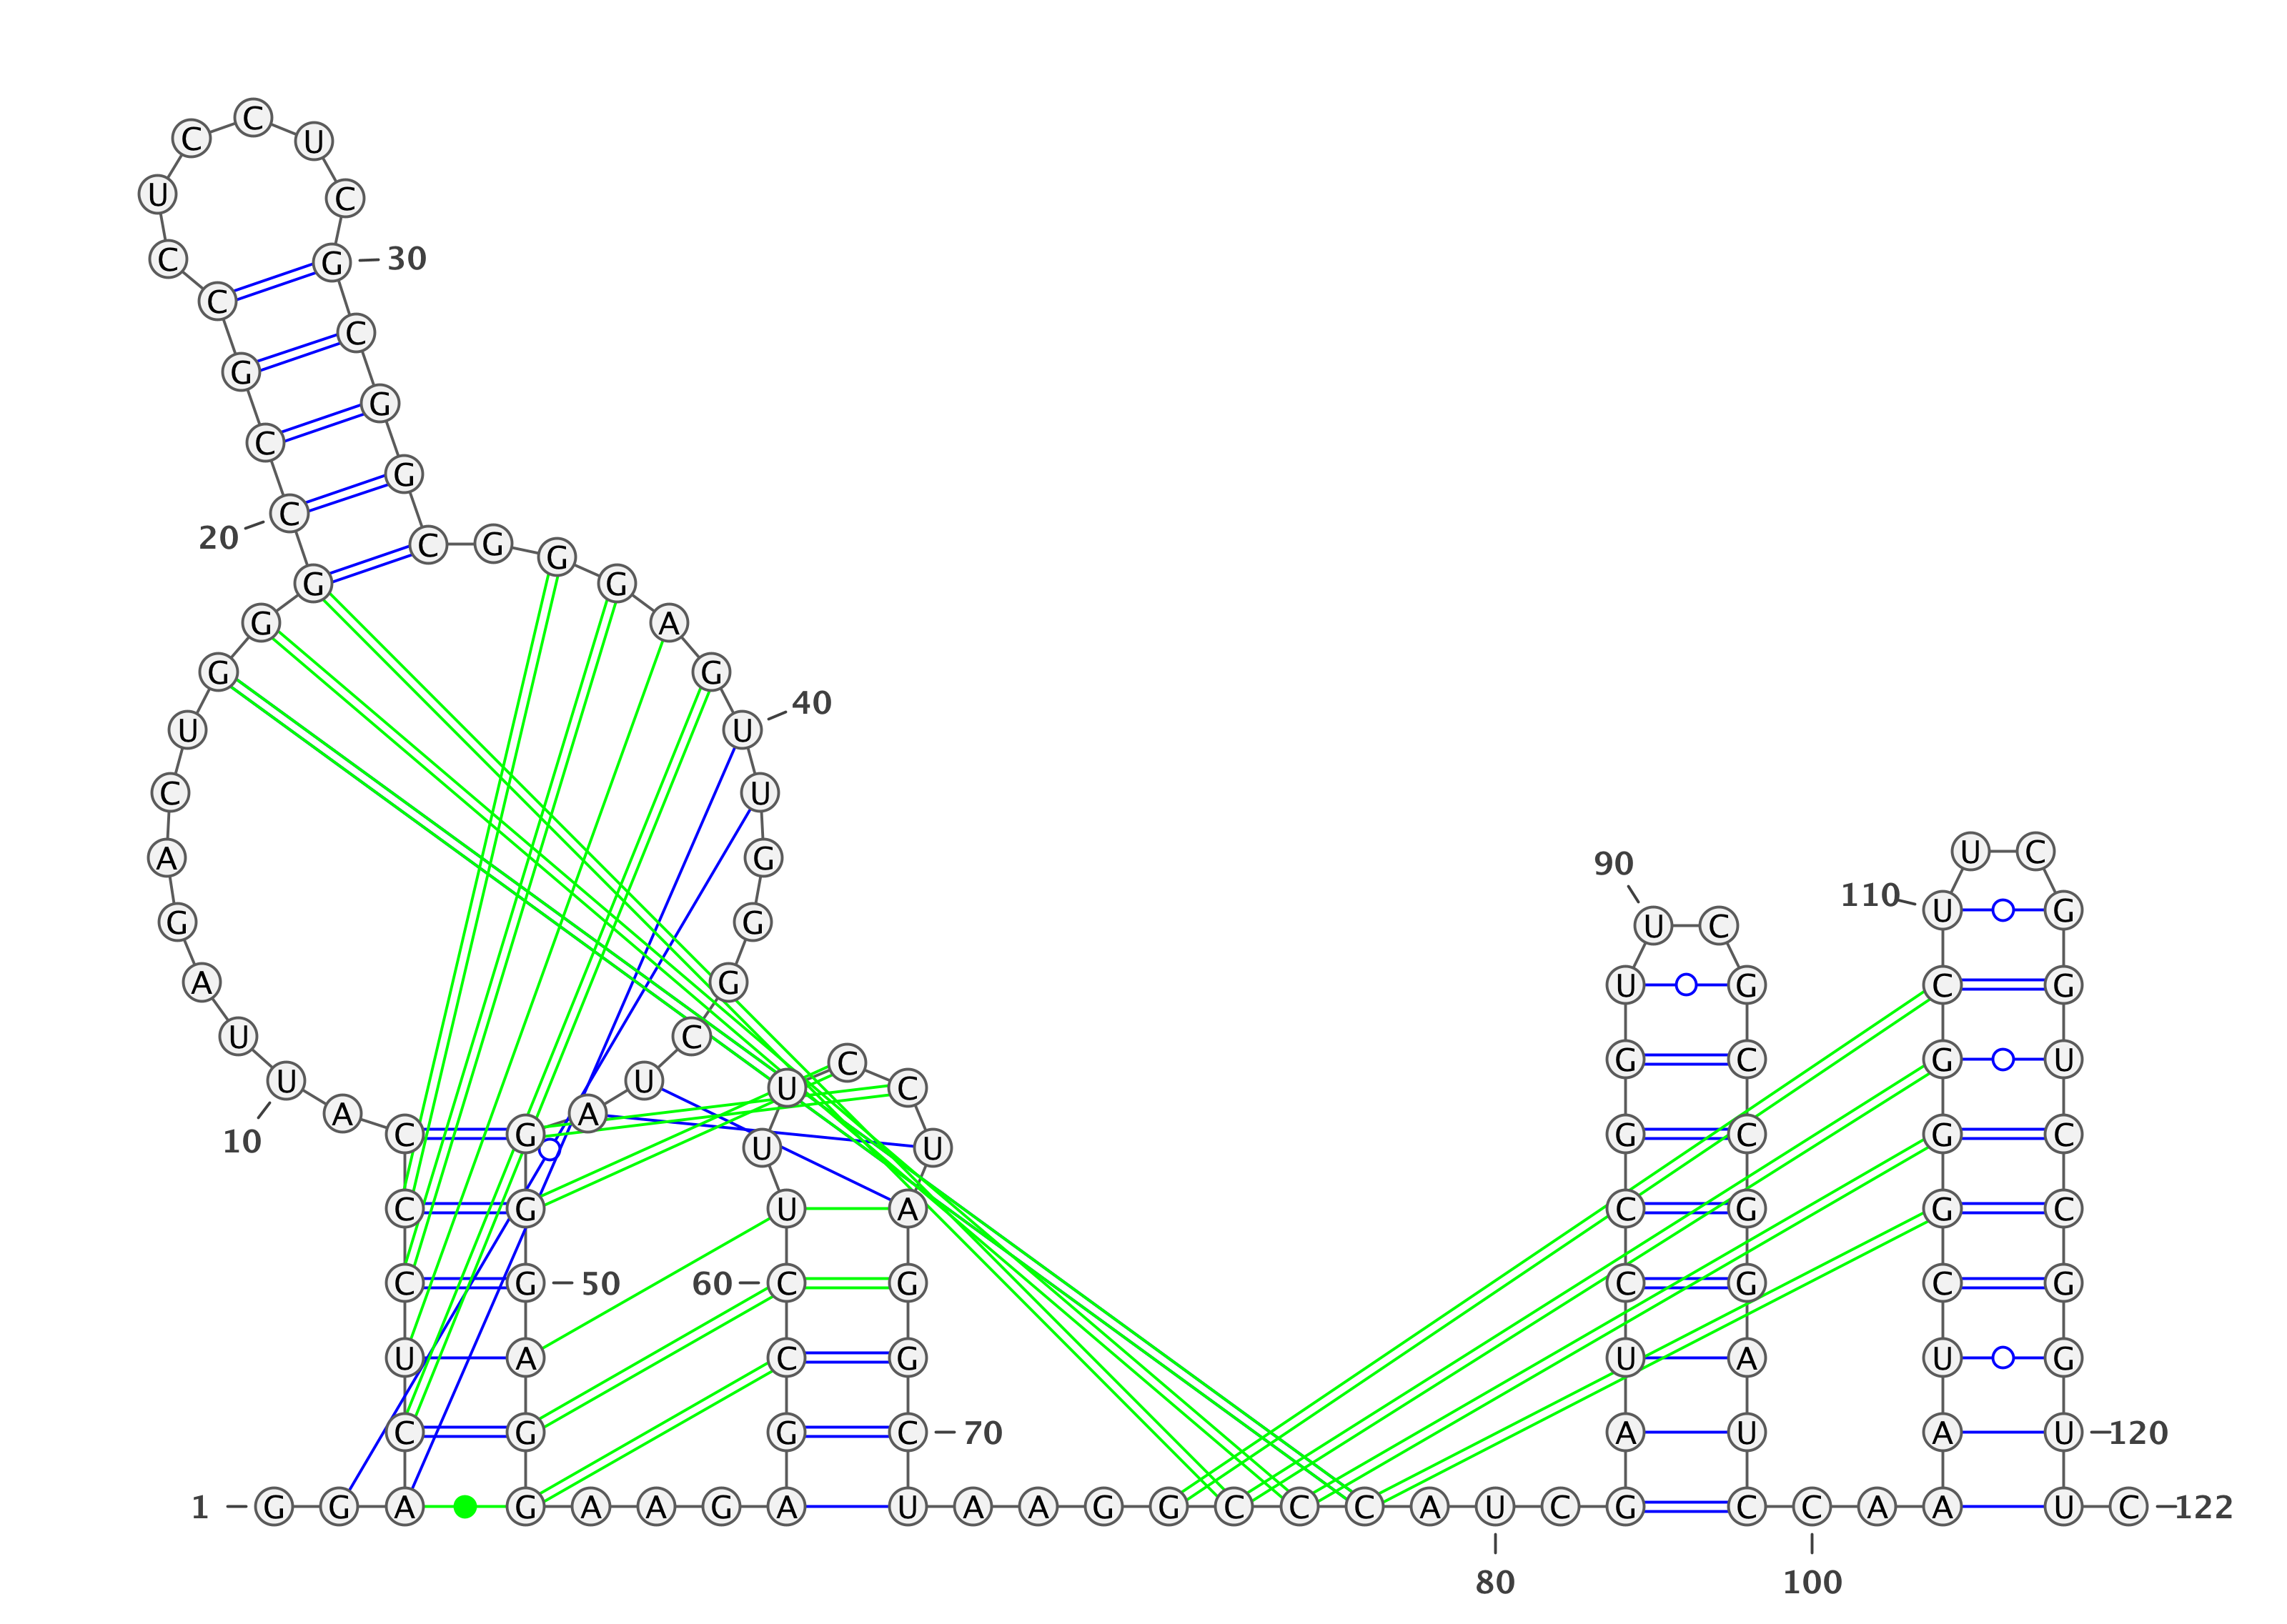 C
C U
U C
C G 30
C
C
G
G
C
G
C
20
C G
G
G G
G A
G G
40
U U
C U
U C
A G 90
110 U G
G G U C
A G U G C G
U C
U C G C G U
U U C
A A
C G G C G C
10
U U
C G U A C G G C
C G 50 60 C G C G C G
U A C G U A U G
C G G C 70 A U A U 120
1 G G A G A A G A U A A G G C C C A U C G C C A A U C 122
80 100